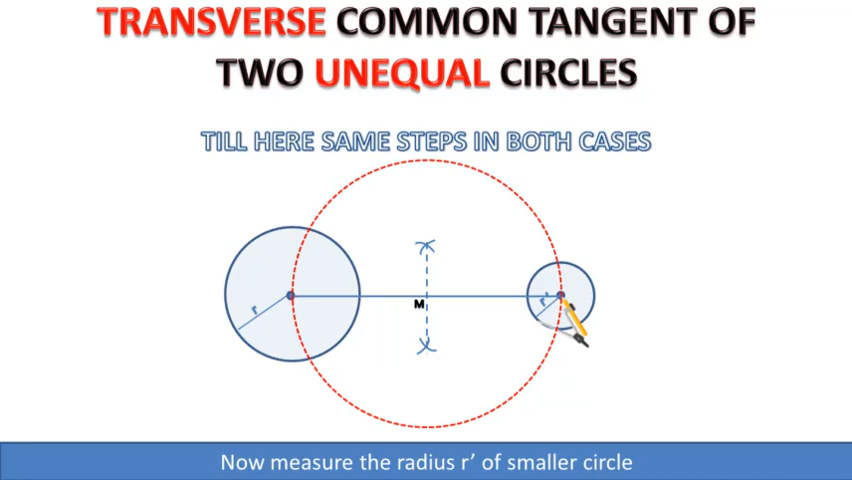 TRANSVERSE COMMON TANGENT OF
TWO UNEQUAL CIRCLES
TILL HERE SAME STEPS IN BOTH CASES
r
M
r'
Now measure the radius r’ of smaller circle